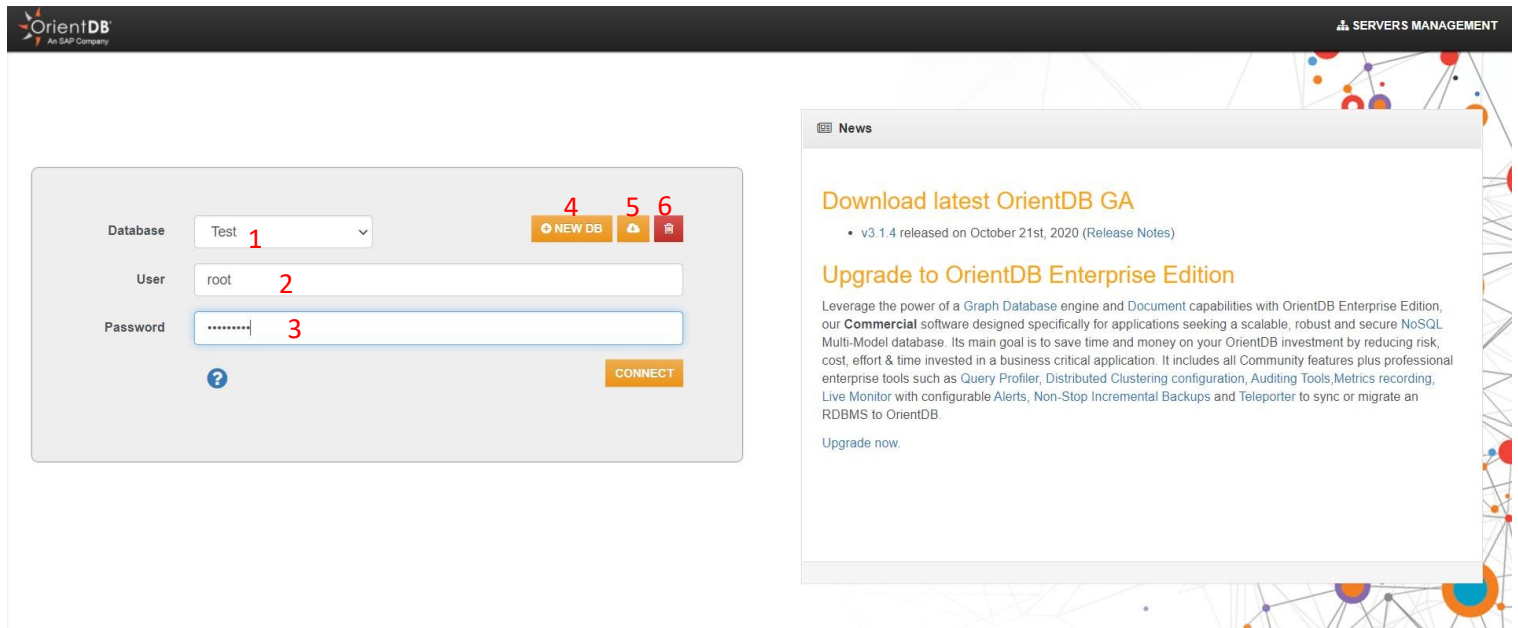 OrientDB
An SAP Company
SERVERS MANAGEMENT
Database
Test
1
4
5
6
NEW DB
User
root
2
Password
•••••••••
3
?
CONNECT
News
Download latest OrientDB GA
• v3.1.4 released on October 21st, 2020 (Release Notes)
Upgrade to OrientDB Enterprise Edition
Leverage the power of a Graph Database engine and Document capabilities with OrientDB Enterprise Edition,
our Commercial software designed specifically for applications seeking a scalable, robust and secure NoSQL
Multi-Model database. Its main goal is to save time and money on your OrientDB investment by reducing risk,
cost, effort & time invested in a business critical application. It includes all Community features plus professional
enterprise tools such as Query Profiler, Distributed Clustering configuration, Auditing Tools,Metrics recording,
Live Monitor with configurable Alerts, Non-Stop Incremental Backups and Teleporter to sync or migrate an
RDBMS to OrientDB.
Upgrade now.